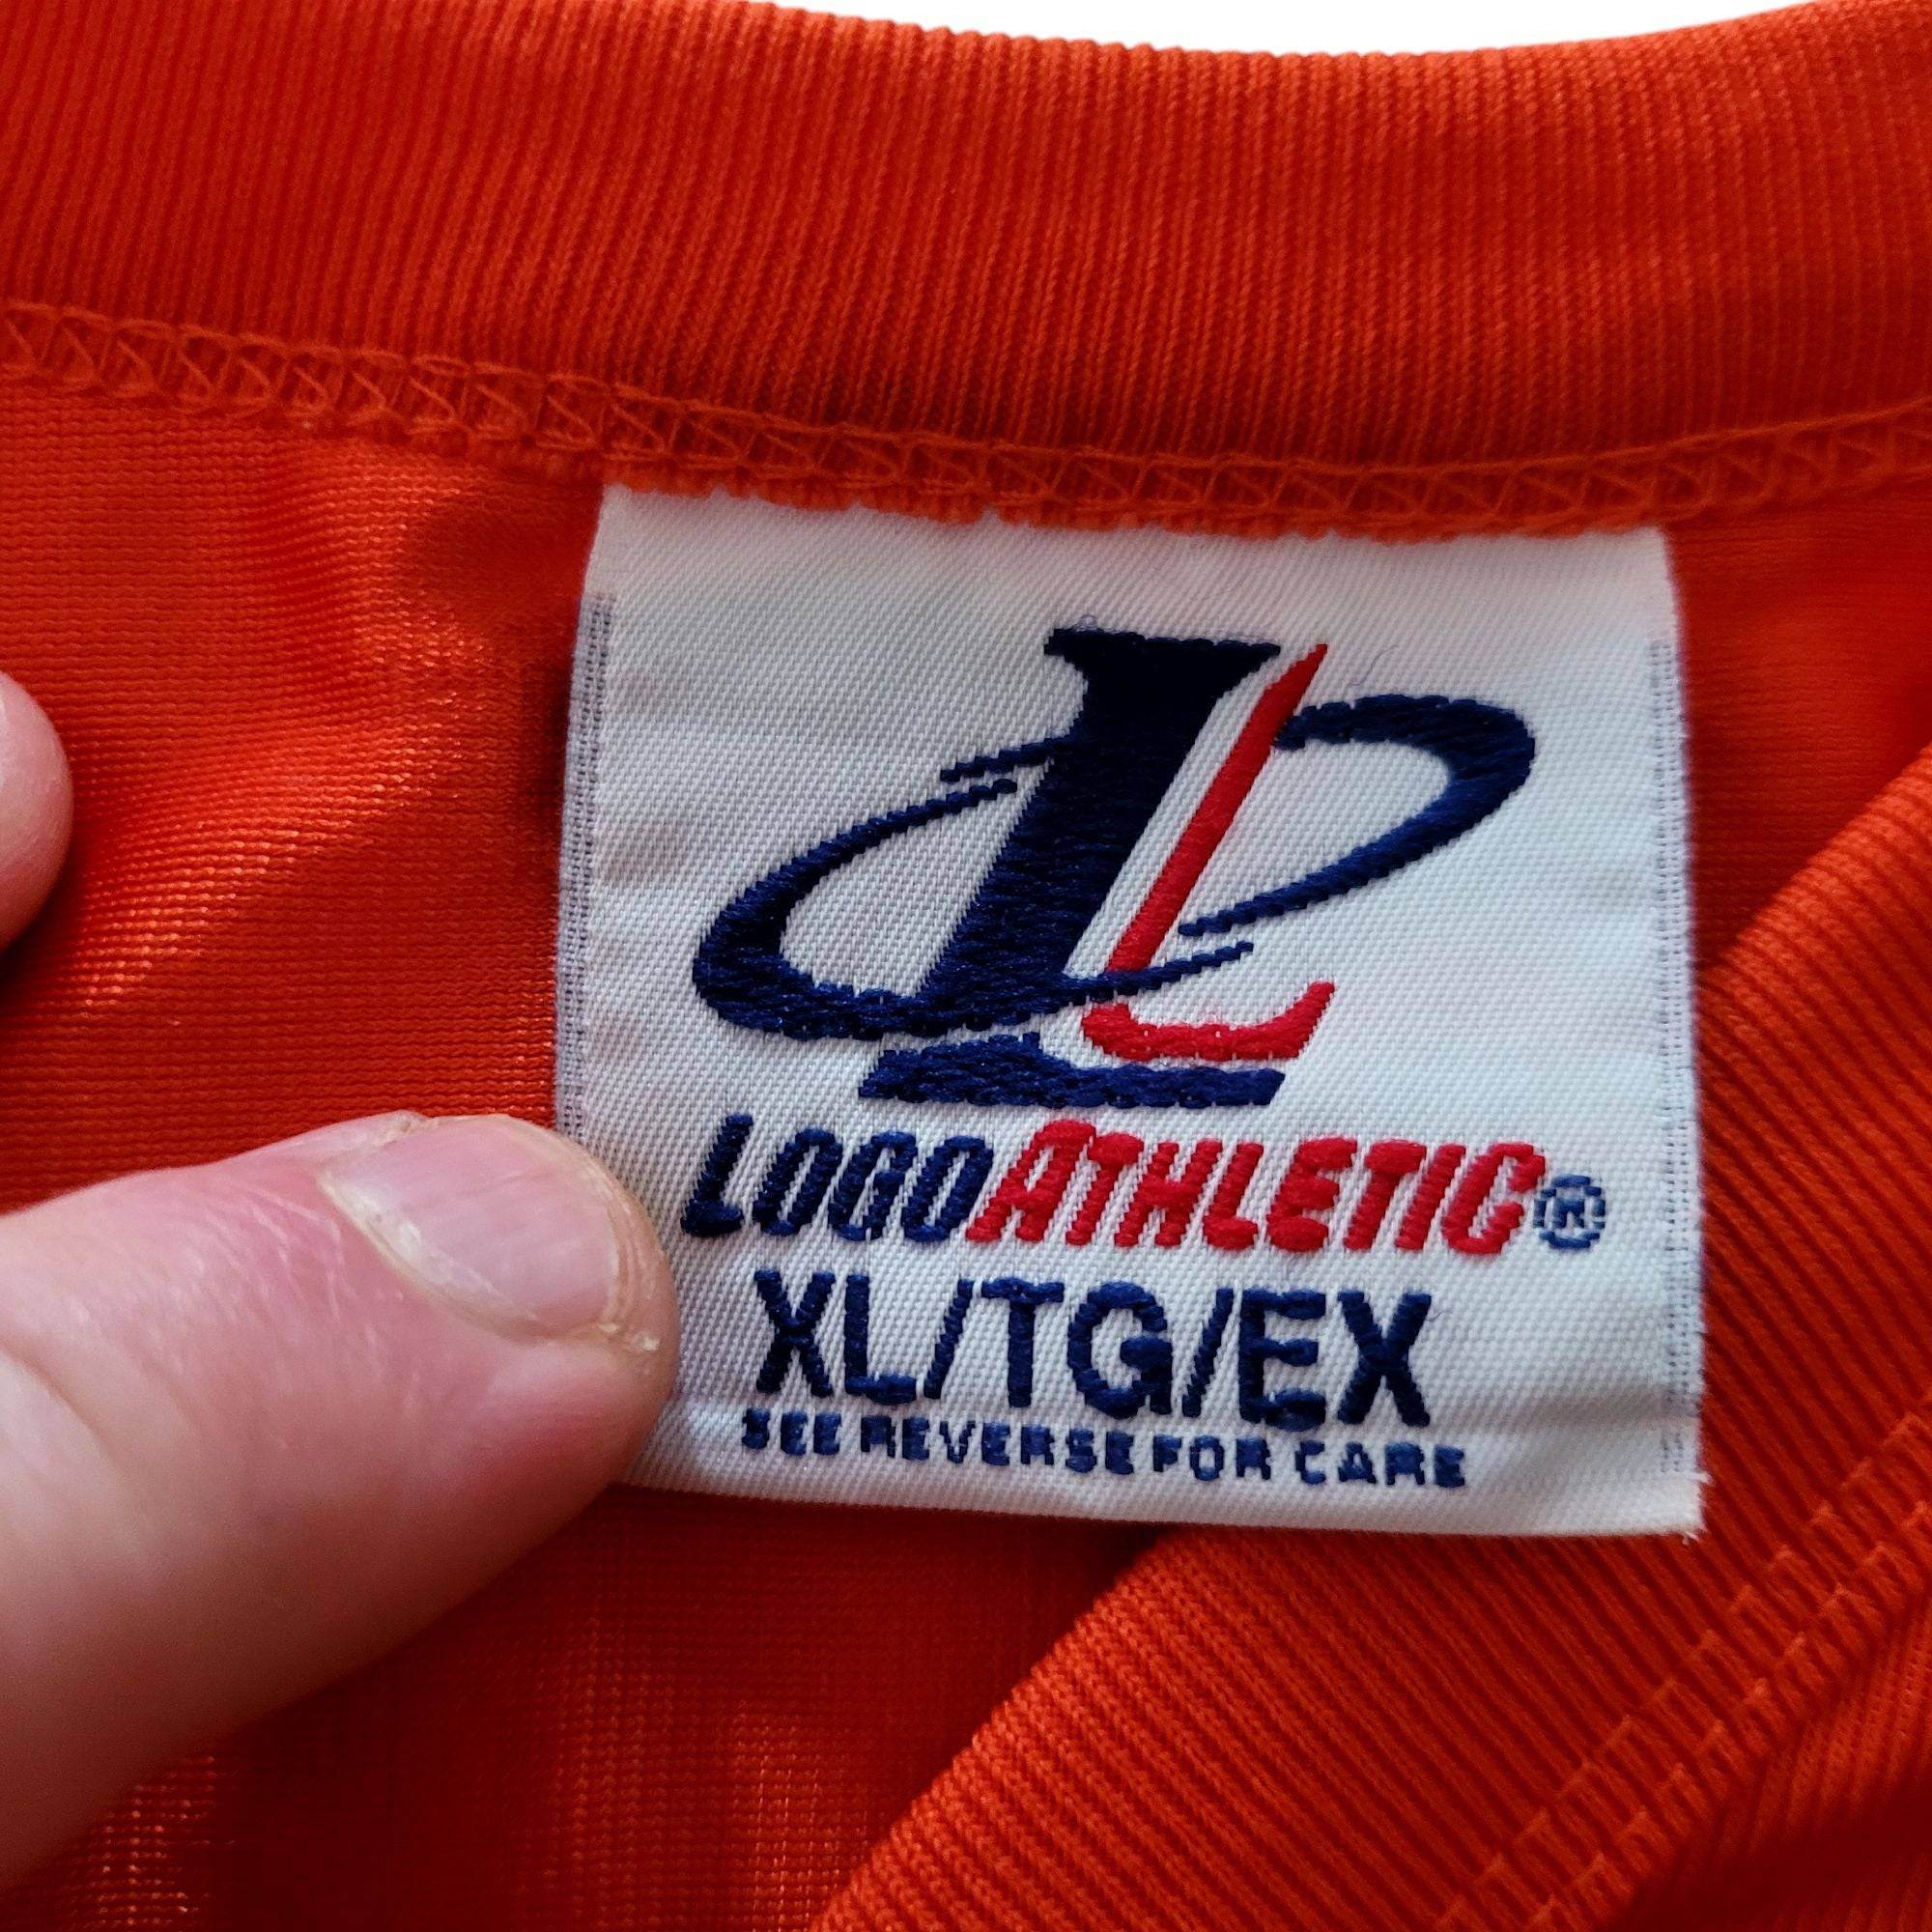 L
LOGOATHLETIC®
XL/TG/EX
SEE REVERSE FOR CARE